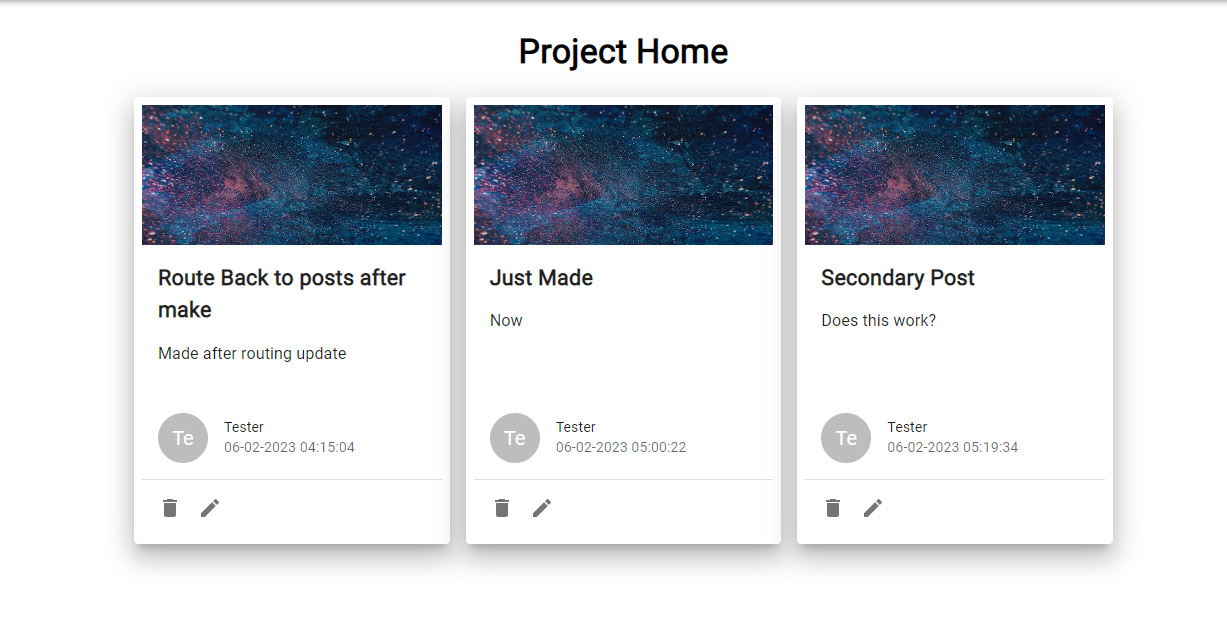 Project Home
Route Back to posts after
make
Made after routing update
Te
Tester
06-02-2023 04:15:04
Just Made
Now
Te
Tester
06-02-2023 05:00:22
Secondary Post
Does this work?
Te
Tester
06-02-2023 05:19:34